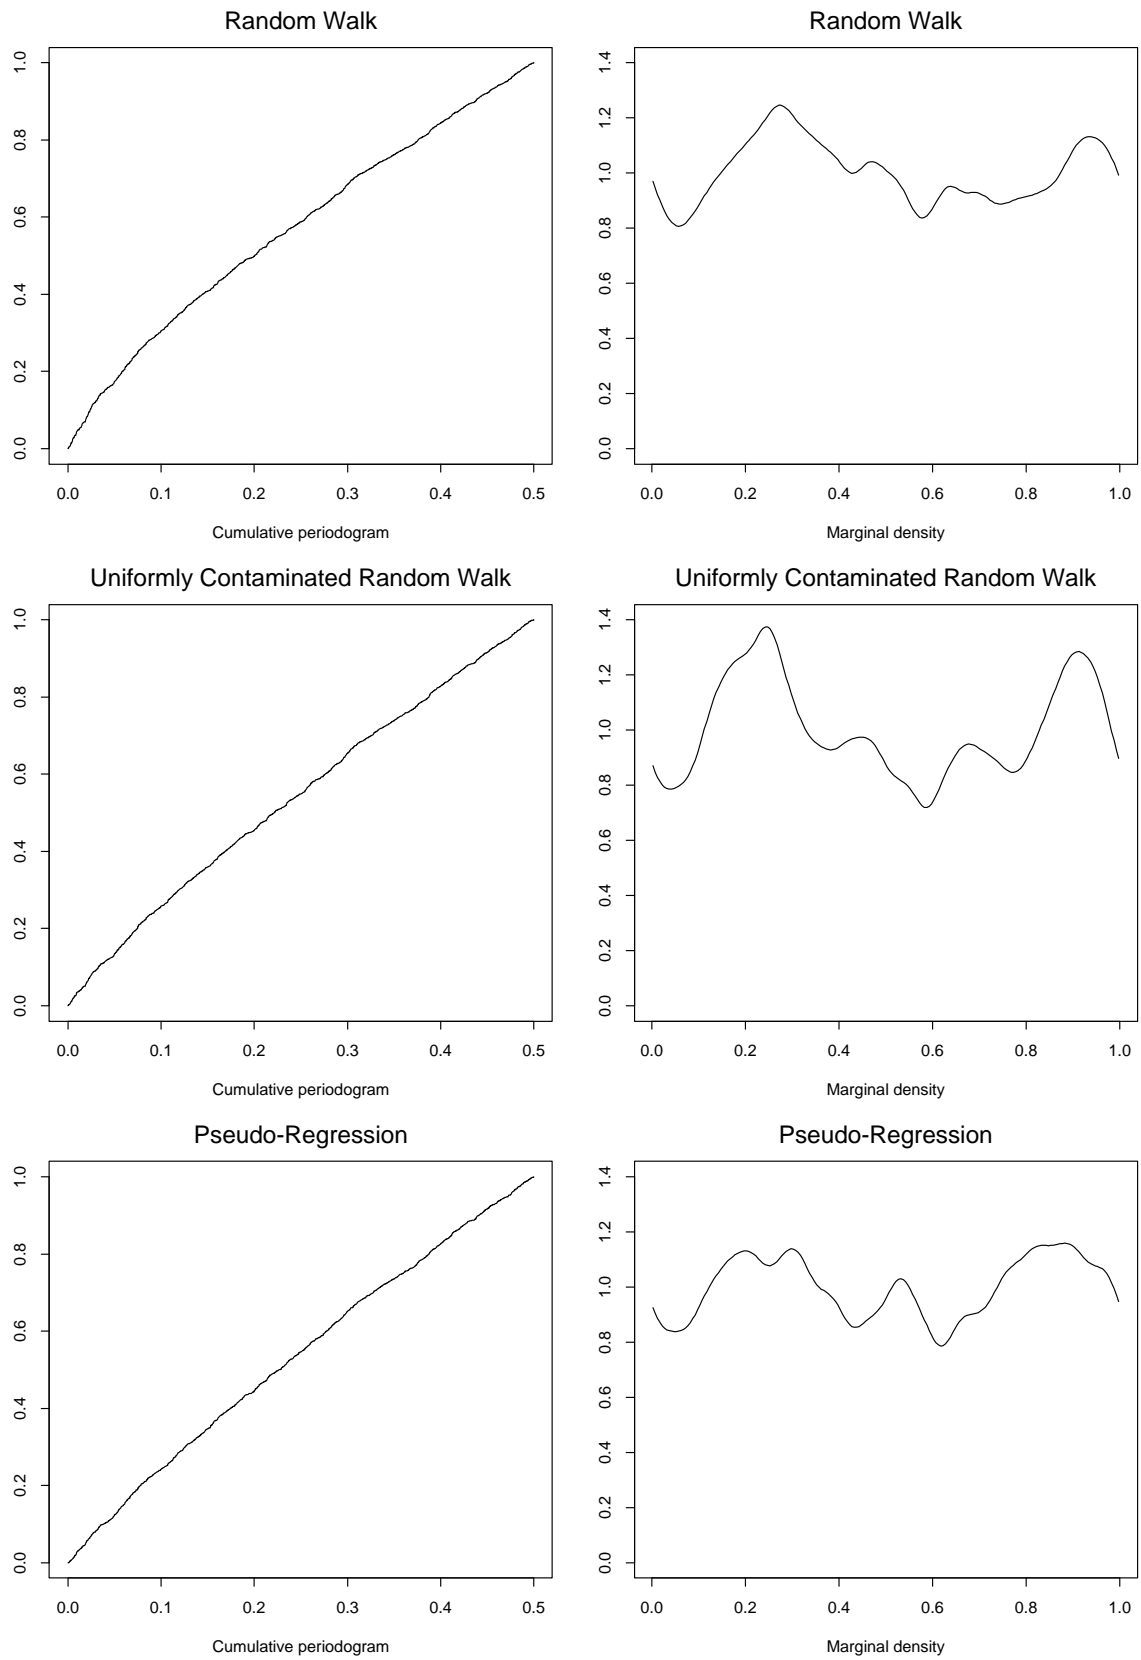 Random Walk
1.0
0.8
0.6
0.4
0.2
0.0
0.0 0.1 0.2 0.3 0.4 0.5
Cumulative periodogram
Random Walk
1.4
1.2
1.0
0.8
0.6
0.4
0.2
0.0
0.0 0.2 0.4 0.6 0.8 1.0
Marginal density
Uniformly Contaminated Random Walk
1.0
0.8
0.6
0.4
0.2
0.0
0.0 0.1 0.2 0.3 0.4 0.5
Cumulative periodogram
Uniformly Contaminated Random Walk
1.4
1.2
1.0
0.8
0.6
0.4
0.2
0.0
0.0 0.2 0.4 0.6 0.8 1.0
Marginal density
Pseudo-Regression
1.0
0.8
0.6
0.4
0.2
0.0
0.0 0.1 0.2 0.3 0.4 0.5
Cumulative periodogram
Pseudo-Regression
1.4
1.2
1.0
0.8
0.6
0.4
0.2
0.0
0.0 0.2 0.4 0.6 0.8 1.0
Marginal density